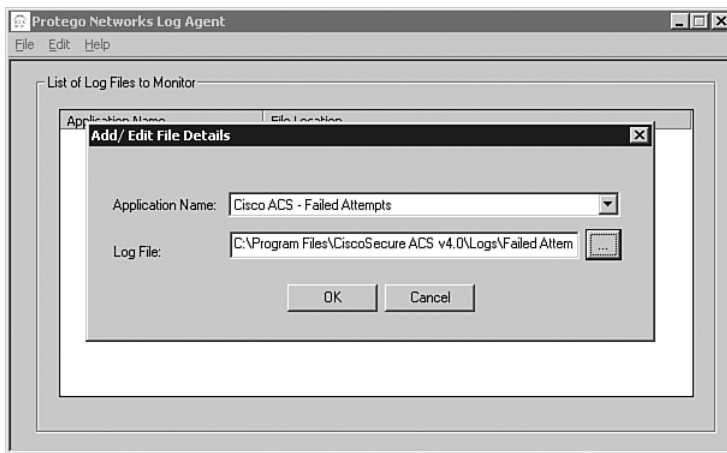 Protego Networks Log Agent
File Edit Help
List of Log Files to Monitor
Application Name File Location
Add/ Edit File Details
Application Name: Cisco ACS - Failed Attempts
Log File: C:\Program Files\CiscoSecure ACS v4.0\Logs\Failed Attem ...
OK Cancel